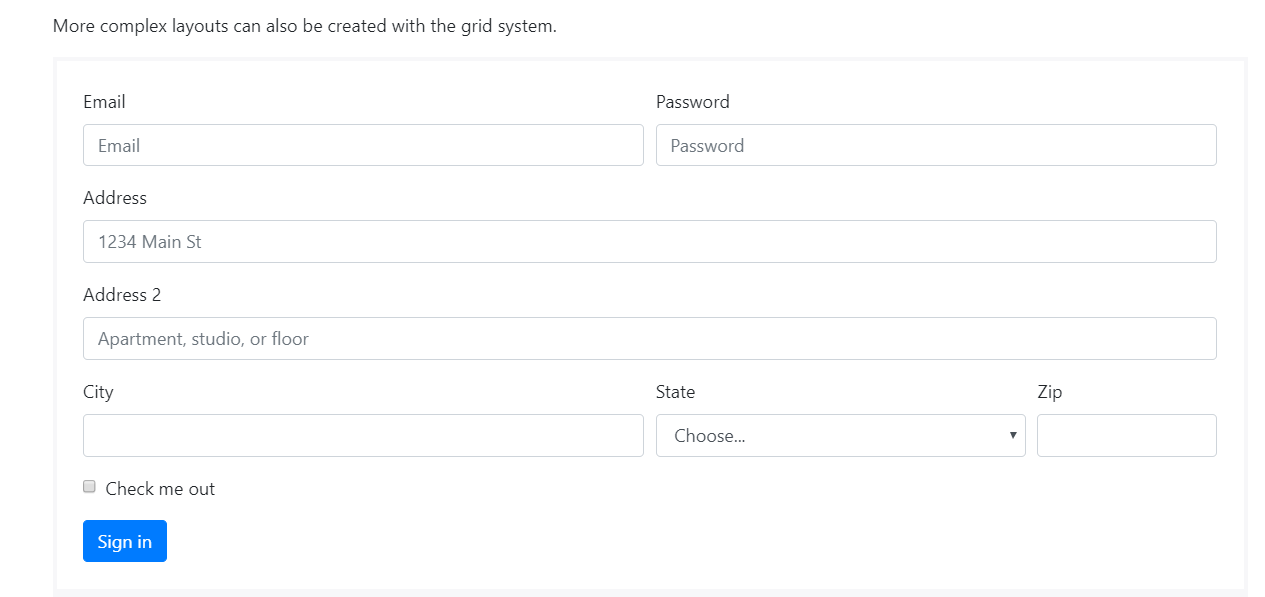 More complex layouts can also be created with the grid system.
Email Password
Email Password
Address
1234 Main St
Address 2
Apartment, studio, or floor
City State Zip
Choose...
Check me out
Sign in